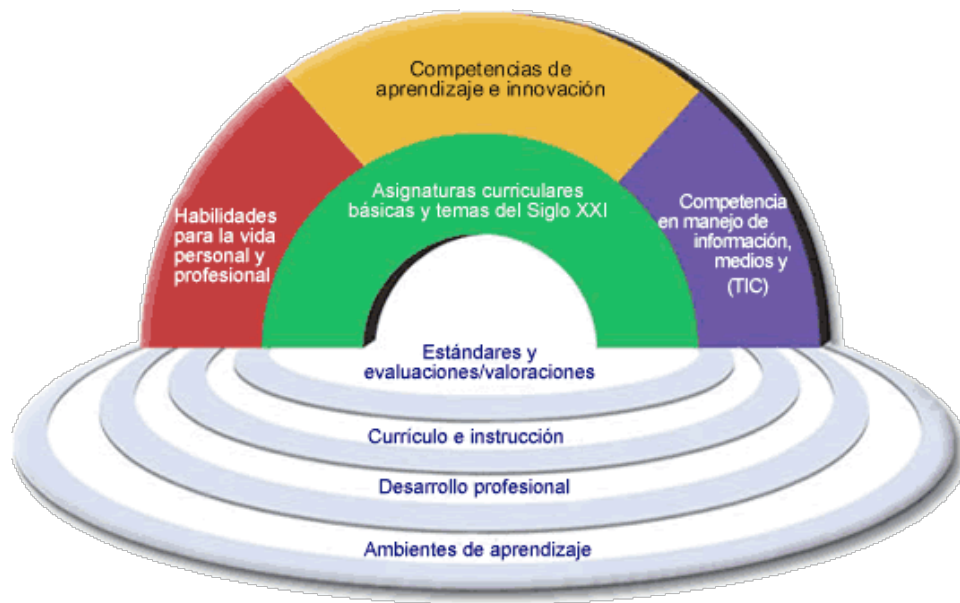 Competencias de
aprendizaje e innovación
Asignaturas curriculares
básicas y temas del Siglo XXI
Habilidades
para la vida
personal y
profesional
Competencia
en manejo de
información,
medios y
(TIC)
Estándares y
evaluaciones/valoraciones
Currículo e instrucción
Desarrollo profesional
Ambientes de aprendizaje